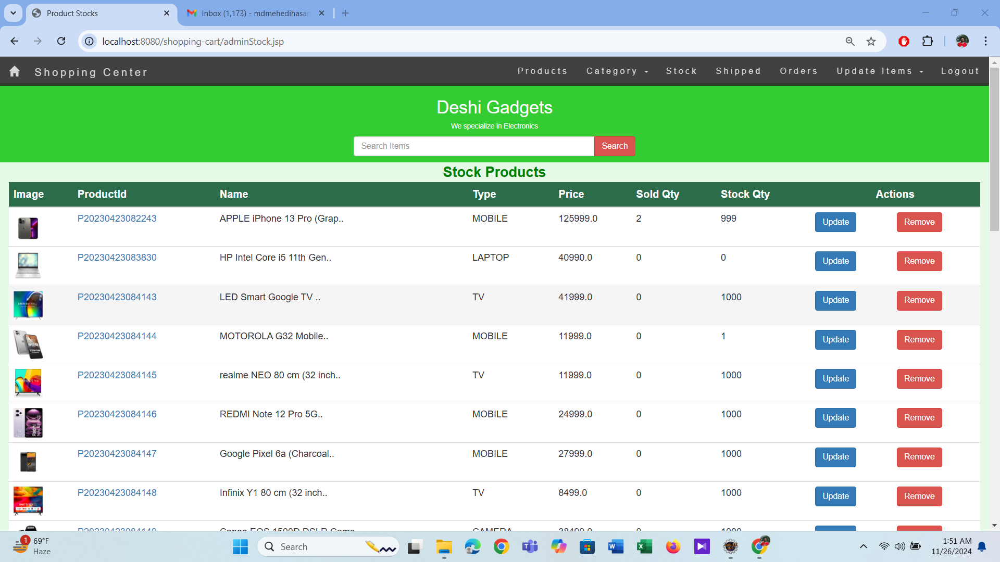 Product Stocks
Inbox (1,173) - mdmehedihasan
localhost:8080/shopping-cart/adminStock.jsp
Shopping Center Products Category Stock Shipped Orders Update Items Logout
Deshi Gadgets
We specialize in Electronics
Search Items Search
Stock Products
Image ProductId Name Type Price Sold Qty Stock Qty Actions
P20230423082243 APPLE iPhone 13 Pro (Grap.. MOBILE 125999.0 2 999 Update Remove
P20230423083830 HP Intel Core i5 11th Gen.. LAPTOP 40990.0 0 0 Update Remove
P20230423084143 LED Smart Google TV .. TV 41999.0 0 1000 Update Remove
P20230423084144 MOTOROLA G32 Mobile.. MOBILE 11999.0 0 1 Update Remove
P20230423084145 realme NEO 80 cm (32 inch.. TV 11999.0 0 1000 Update Remove
P20230423084146 REDMI Note 12 Pro 5G.. MOBILE 24999.0 0 1000 Update Remove
P20230423084147 Google Pixel 6a (Charcoal.. MOBILE 27999.0 0 1000 Update Remove
P20230423084148 Infinix Y1 80 cm (32 inch.. TV 8499.0 0 1000 Update Remove
P20230423084149 Canon EOS 1500D DSLR Came.. CAMERA 38499.0 0 1000
1 69°F
Haze
Search
1:51 AM
11/26/2024